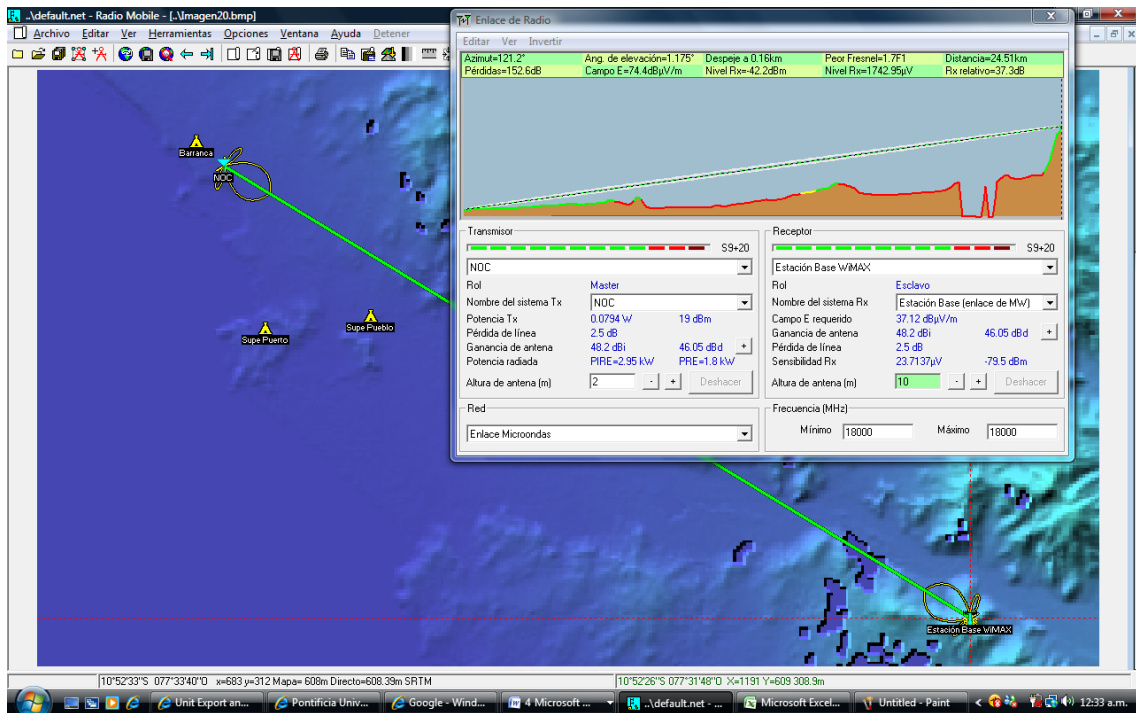 ..\default.net - Radio Mobile - [..\Imagen20.bmp]
Archivo Editar Ver Herramientas Opciones Ventana Ayuda Detener
Barranca
NOC
Supe Puerto
Supe Pueblo
Estación Base WiMAX
Enlace de Radio
Editar Ver Invertir
Azimut=121.2° Ang. de elevación=1.175° Despeje a 0.16km Peor Fresnel=1.7F1 Distancia=24.51km
Pérdidas=152.6dB Campo E=74.4dBµV/m Nivel Rx=-42.2dBm Nivel Rx=1742.95µV Rx relativo=37.3dB
Transmisor
S9+20
NOC
Rol Master
Nombre del sistema Tx NOC
Potencia Tx 0.0794 W 19 dBm
Pérdida de línea 2.5 dB
Ganancia de antena 48.2 dBi 46.05 dBd +
Potencia radiada PIRE=2.95 kW PRE=1.8 kW
Altura de antena (m) 2 - + Deshacer
Red
Enlace Microondas
Receptor
S9+20
Estación Base WiMAX
Rol Esclavo
Nombre del sistema Rx Estación Base (enlace de MW)
Campo E requerido 37.12 dBµV/m
Ganancia de antena 48.2 dBi 46.05 dBd +
Pérdida de línea 2.5 dB
Sensibilidad Rx 23.7137µV -79.5 dBm
Altura de antena (m) 10 - + Deshacer
Frecuencia (MHz)
Mínimo 18000 Máximo 18000
10°52'33"S 077°33'40"O x=683 y=312 Mapa= 608m Directo=608.39m SRTM
10°52'26"S 077°31'48"O X=1191 Y=609 308.9m
Unit Export an... Pontificia Univ... Google - Wind... 4 Microsoft ... ..\default.net - ... Microsoft Excel... Untitled - Paint 12:33 a.m.